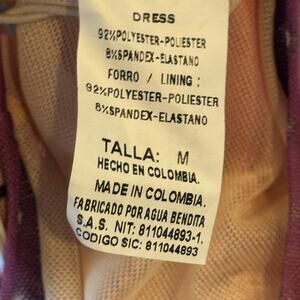 DRESS
92%POLYESTER-POLIESTER
8%SPANDEX-ELASTANO
FORRO / LINING :
92%POLYESTER-POLIESTER
8%SPANDEX-ELASTANO
TALLA: M
HECHO EN COLOMBIA.
MADE IN COLOMBIA.
FABRICADO POR AGUA BENDITA
S.A.S. NIT: 811044893-1.
CODIGO SIC: 811044893